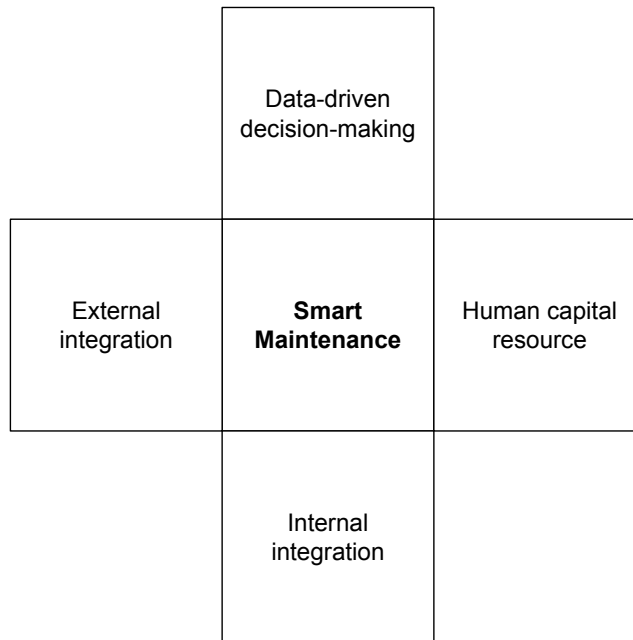 Data-driven
decision-making
External
integration
Smart
Maintenance
Human capital
resource
Internal
integration